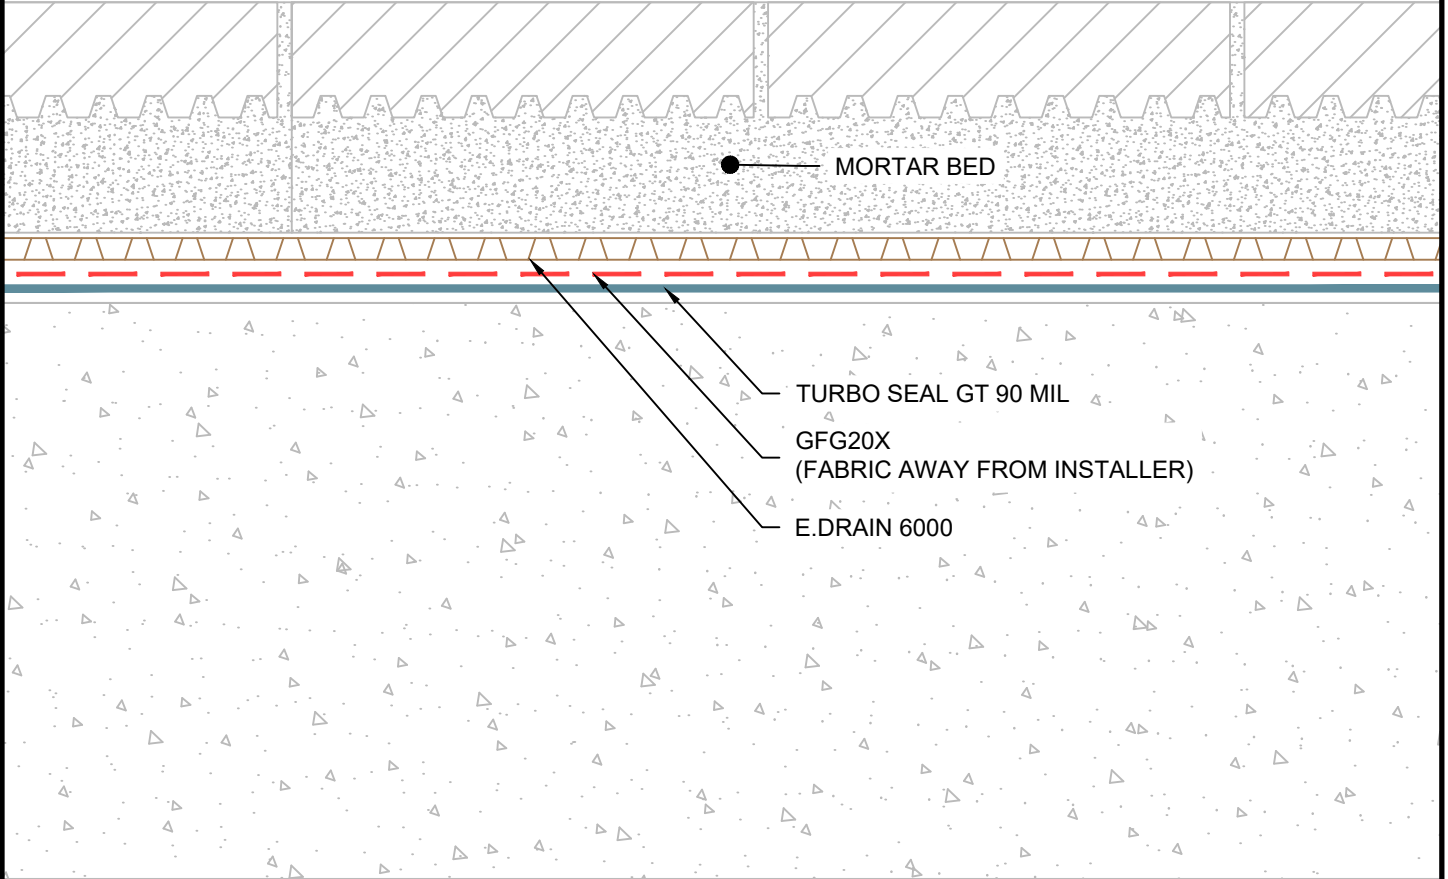 MORTAR BED
TURBO SEAL GT 90 MIL
GFG20X
(FABRIC AWAY FROM INSTALLER)
E.DRAIN 6000